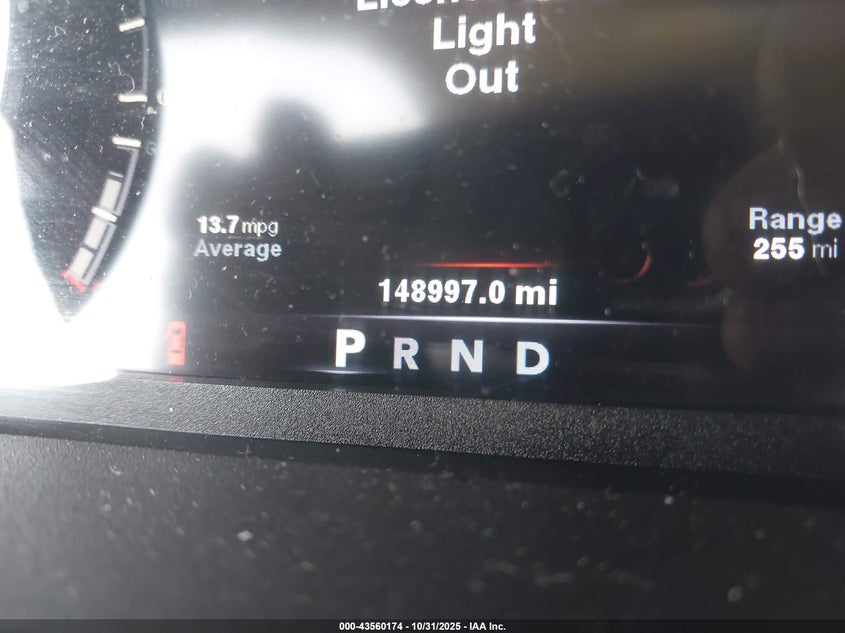 Light
Out
13.7 mpg
Average
Range
255 mi
148997.0 mi
P R N D
000-43560174 - 10/31/2025 - IAA Inc.